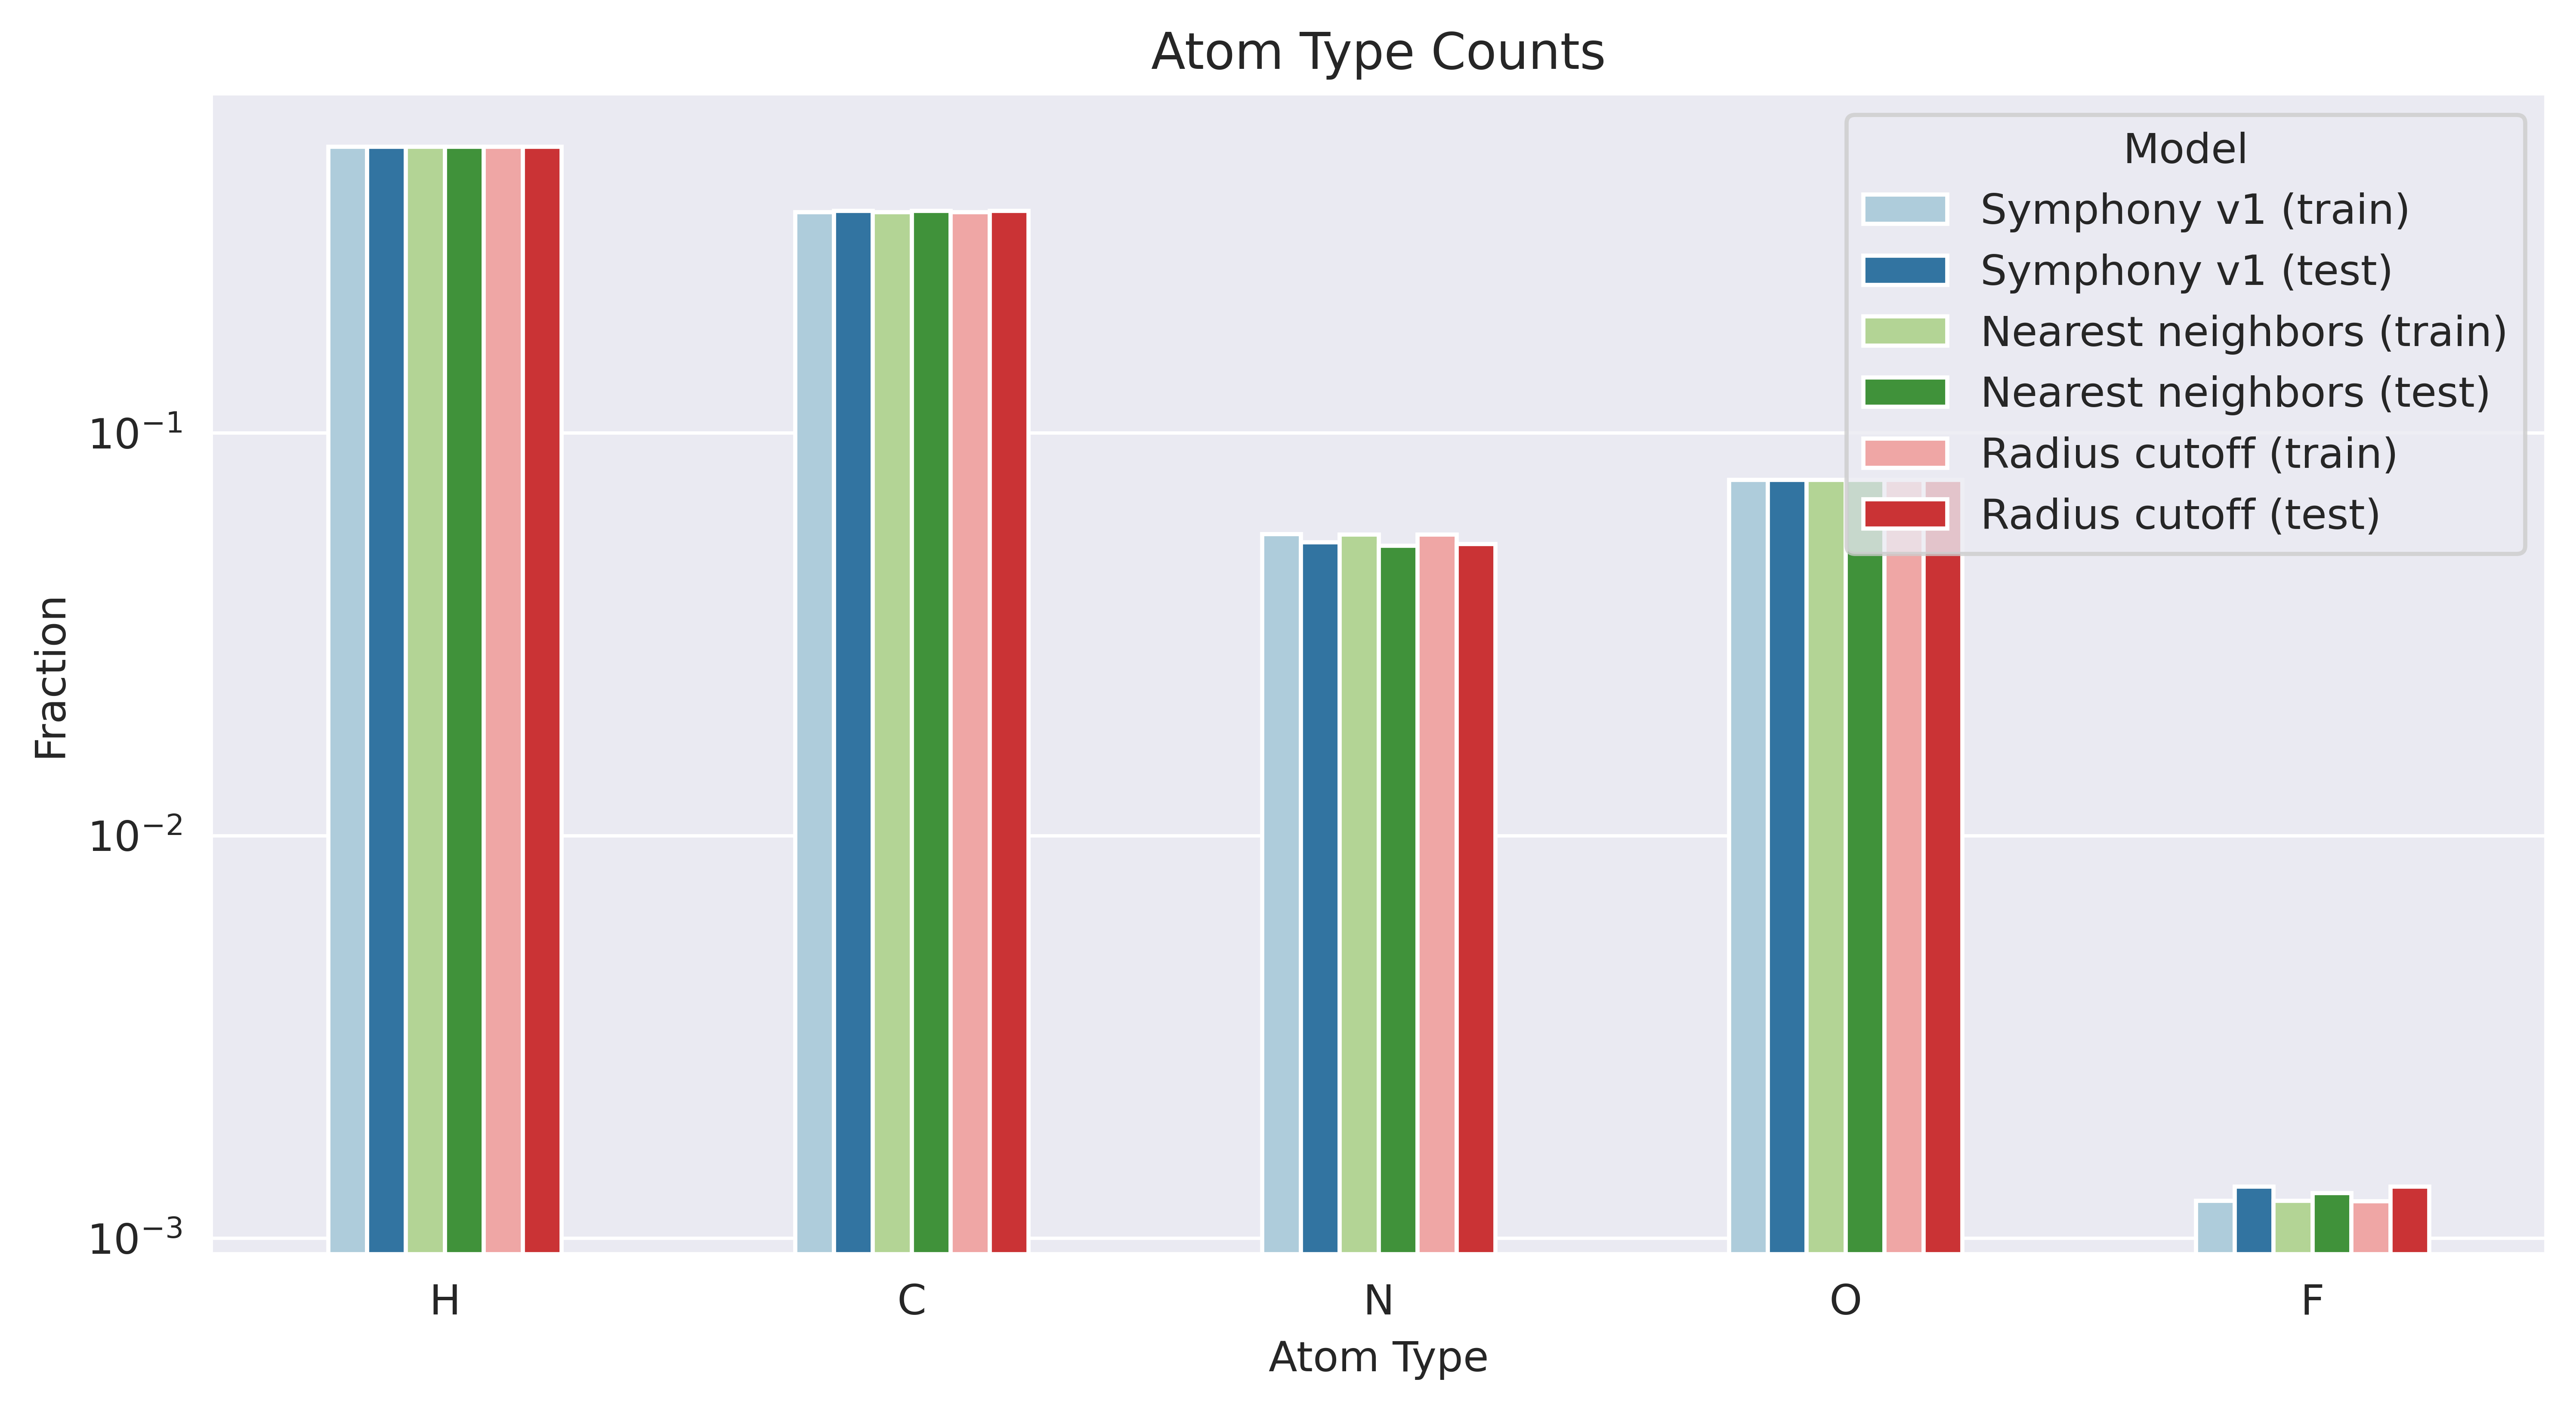 Atom Type Counts
Model
Symphony v1 (train)
Symphony v1 (test)
Nearest neighbors (train)
Nearest neighbors (test)
Radius cutoff (train)
Radius cutoff (test)
Fraction
10⁻¹
10⁻²
10⁻³
H C N O F
Atom Type